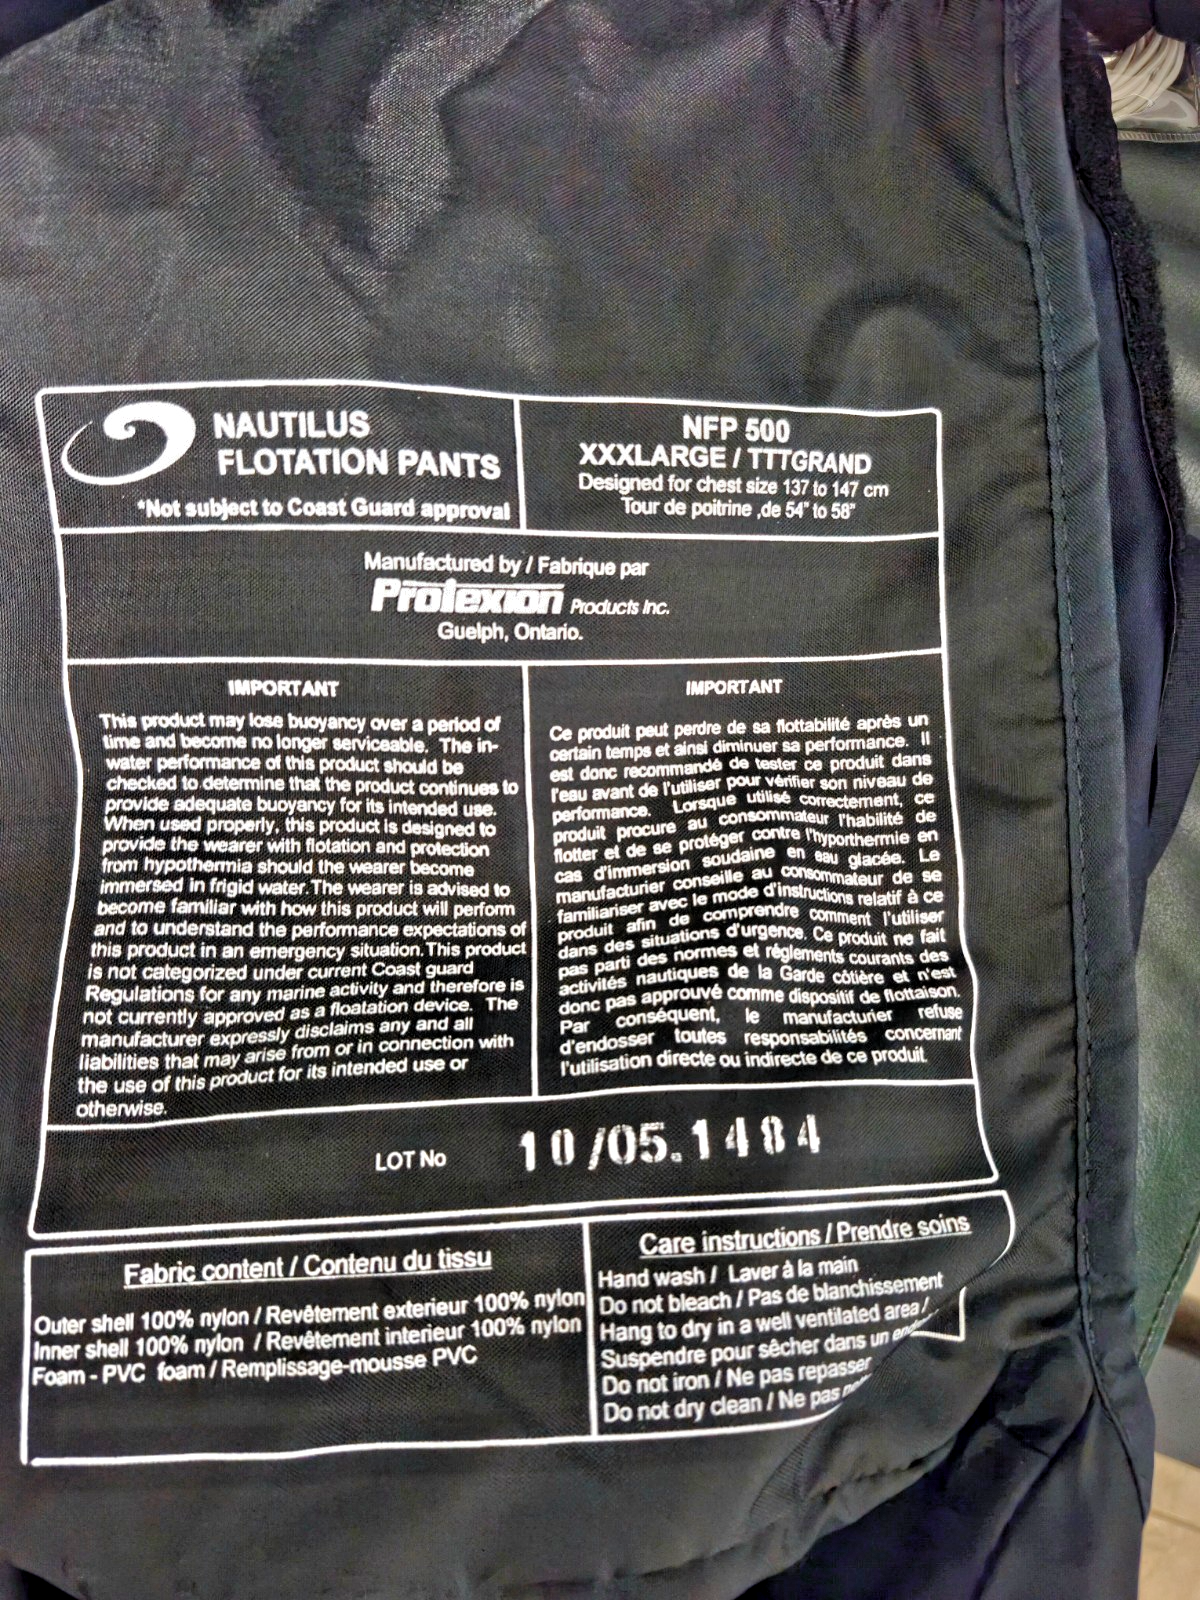 NAUTILUS
FLOTATION PANTS
*Not subject to Coast Guard approval
NFP 500
XXXLARGE / TTTGRAND
Designed for chest size 137 to 147 cm
Tour de poitrine ,de 54" to 58"
Manufactured by / Fabrique par
Protexion Products Inc.
Guelph, Ontario.
IMPORTANT
This product may lose buoyancy over a period of
time and become no longer serviceable. The in-
water performance of this product should be
checked to determine that the product continues to
provide adequate buoyancy for its intended use.
When used properly, this product is designed to
provide the wearer with flotation and protection
from hypothermia should the wearer become
immersed in frigid water. The wearer is advised to
become familiar with how this product will perform
and to understand the performance expectations of
this product in an emergency situation. This product
is not categorized under current Coast guard
Regulations for any marine activity and therefore is
not currently approved as a floatation device. The
manufacturer expressly disclaims any and all
liabilities that may arise from or in connection with
the use of this product for its intended use or
otherwise.
IMPORTANT
Ce produit peut perdre de sa flottabilité après un
certain temps et ainsi diminuer sa performance. Il
est donc recommandé de tester ce produit dans
l'eau avant de l'utiliser pour vérifier son niveau de
performance. Lorsque utilisé correctement, ce
produit procure au consommateur l'habilité de
flotter et de se protéger contre l'hyporthermie en
cas d'immersion soudaine en eau glacée. Le
manufacturier conseille au consommateur de se
familiariser avec le mode d'instructions relatif à ce
produit afin de comprendre comment l'utiliser
dans des situations d'urgence. Ce produit ne fait
pas parti des normes et réglements courants des
activités nautiques de la Garde côtière et n'est
donc pas approuvé comme dispositif de flottaison.
Par conséquent, le manufacturier refuse
d'endosser toutes responsabilités concernant
l'utilisation directe ou indirecte de ce produit.
LOT No 10/05.1484
Fabric content / Contenu du tissu
Outer shell 100% nylon / Revêtement exterieur 100% nylon
Inner shell 100% nylon / Revêtement interieur 100% nylon
Foam - PVC foam / Remplissage-mousse PVC
Care instructions / Prendre soins
Hand wash / Laver à la main
Do not bleach / Pas de blanchissement
Hang to dry in a well ventilated area /
Suspendre pour sêcher dans un
Do not iron / Ne pas repasser
Do not dry clean / Ne pas